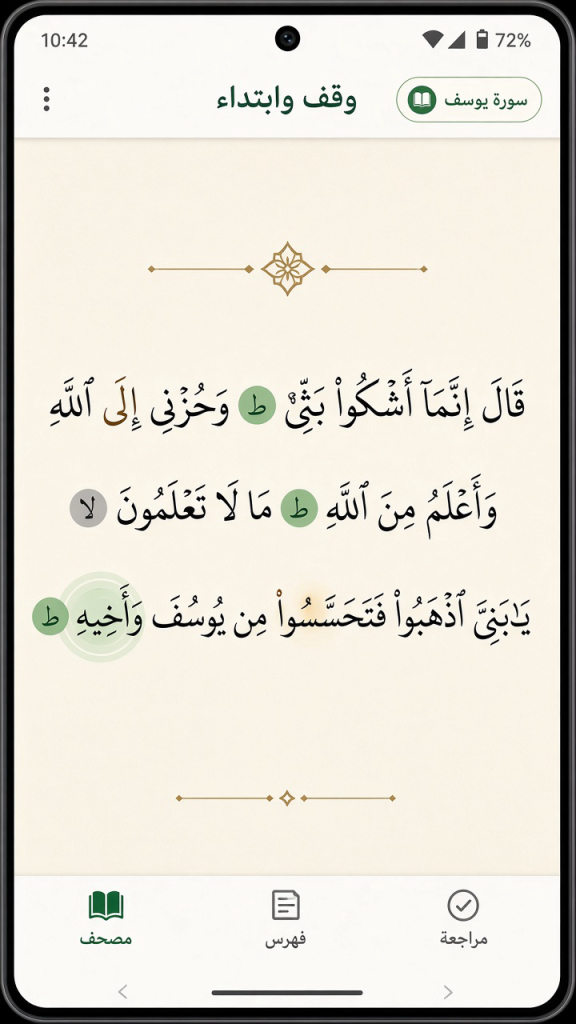 10:42
72%
وقف وابتداء
سورة يوسف
قَالَ إِنَّمَآ أَشْكُوا۟ بَثِّىْ ط وَحُزْنِى إِلَى ٱللَّهِ
وَأَعْلَمُ مِنَ ٱللَّهِ ط مَا لَا تَعْلَمُونَ لا
يَـٰبَنِىَّ ٱذْهَبُوا۟ فَتَحَسَّسُوا۟ مِن يُوسُفَ وَأَخِيهِ ط
مراجعة
فهرس
مصحف